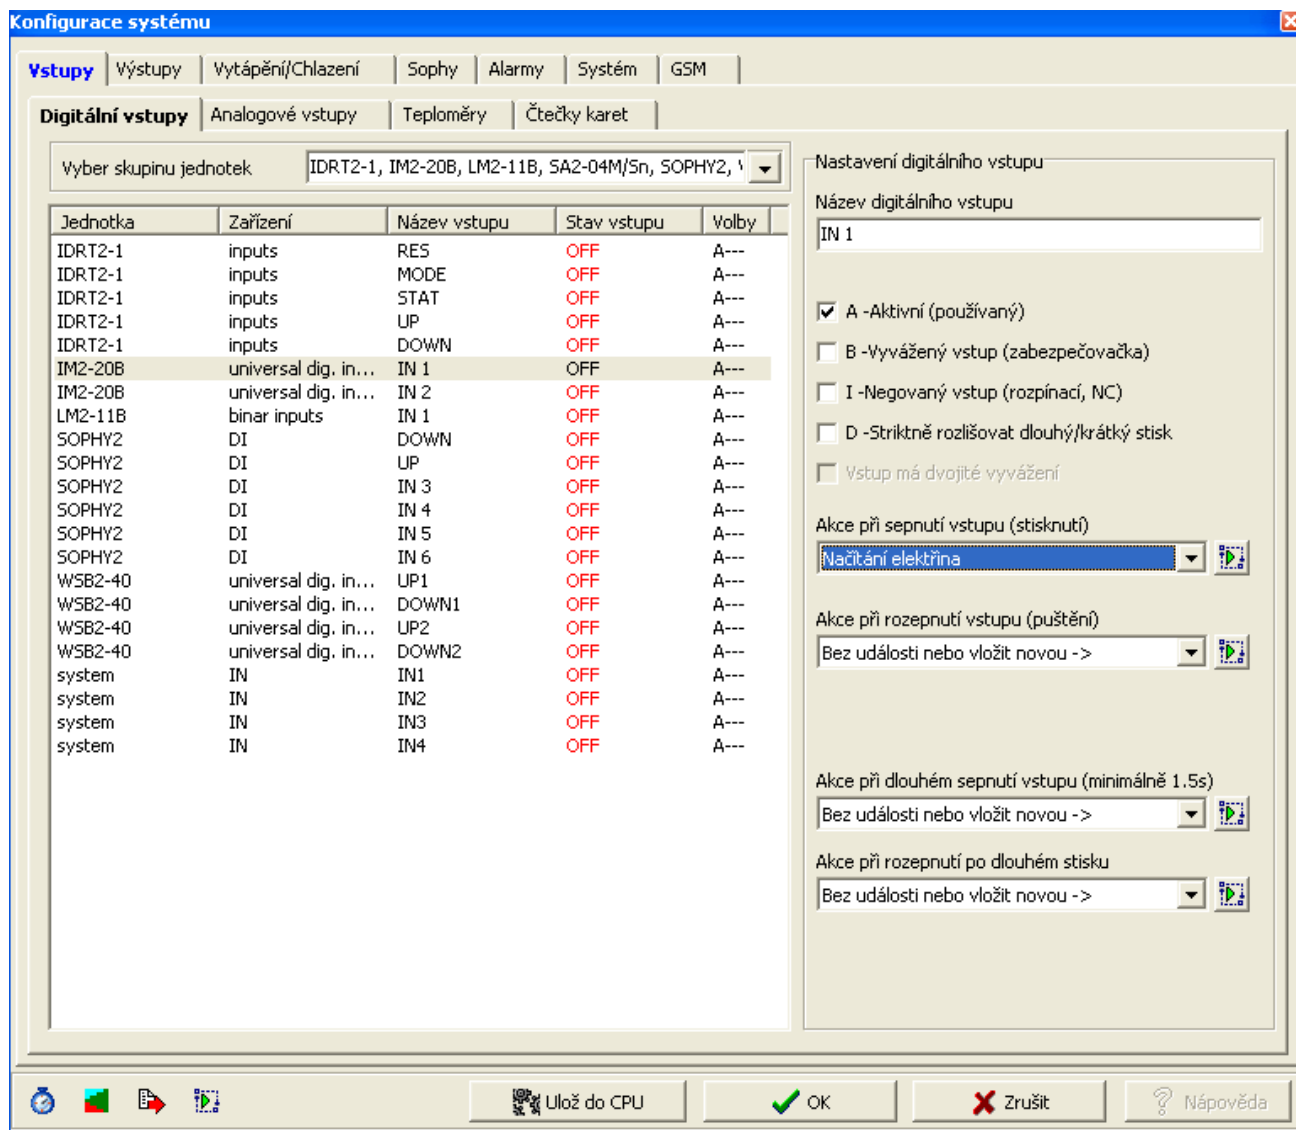 Konfigurace systému
Vstupy Výstupy Vytápění/Chlazení Sophy Alarmy Systém GSM
Digitální vstupy Analogové vstupy Teploměry Čtečky karet
Vyber skupinu jednotek IDRT2-1, IM2-20B, LM2-11B, SA2-04M/Sn, SOPHY2,
Jednotka Zařízení Název vstupu Stav vstupu Volby
IDRT2-1 inputs RES OFF A---
IDRT2-1 inputs MODE OFF A---
IDRT2-1 inputs STAT OFF A---
IDRT2-1 inputs UP OFF A---
IDRT2-1 inputs DOWN OFF A---
IM2-20B universal dig. in... IN 1 OFF A---
IM2-20B universal dig. in... IN 2 OFF A---
LM2-11B binar inputs IN 1 OFF A---
SOPHY2 DI DOWN OFF A---
SOPHY2 DI UP OFF A---
SOPHY2 DI IN 3 OFF A---
SOPHY2 DI IN 4 OFF A---
SOPHY2 DI IN 5 OFF A---
SOPHY2 DI IN 6 OFF A---
WSB2-40 universal dig. in... UP1 OFF A---
WSB2-40 universal dig. in... DOWN1 OFF A---
WSB2-40 universal dig. in... UP2 OFF A---
WSB2-40 universal dig. in... DOWN2 OFF A---
system IN IN1 OFF A---
system IN IN2 OFF A---
system IN IN3 OFF A---
system IN IN4 OFF A---
Nastavení digitálního vstupu
Název digitálního vstupu
IN 1
A -Aktivní (používaný)
B -Vyvážený vstup (zabezpečovačka)
I -Negovaný vstup (rozpínací, NC)
D -Striktně rozlišovat dlouhý/krátký stisk
Vstup má dvojité vyvážení
Akce při sepnutí vstupu (stisknutí)
Načítání elektřina
Akce při rozepnutí vstupu (puštění)
Bez události nebo vložit novou ->
Akce při dlouhém sepnutí vstupu (minimálně 1.5s)
Bez události nebo vložit novou ->
Akce při rozepnutí po dlouhém stisku
Bez události nebo vložit novou ->
Ulož do CPU OK Zrušit Nápověda